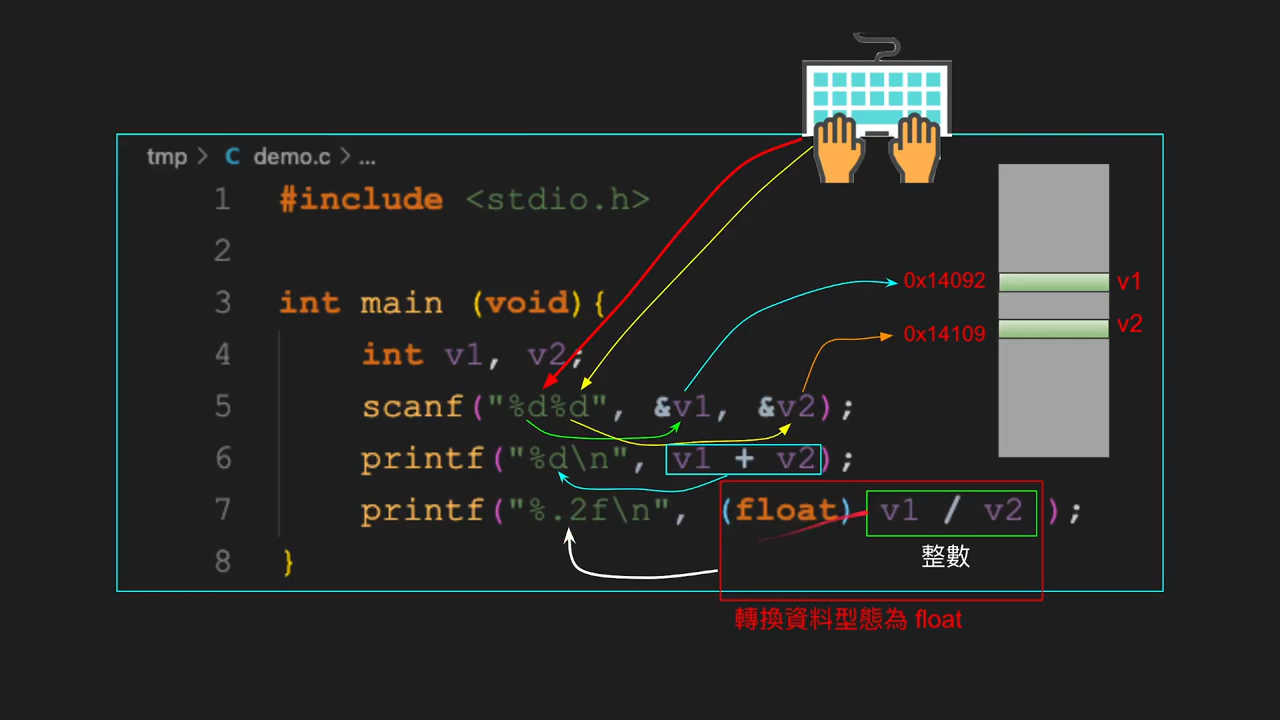 tmp > C demo.c > ...
1 #include <stdio.h>
2
3 int main (void){
4 int v1, v2;
5 scanf("%d%d", &v1, &v2);
6 printf("%d\n", v1 + v2);
7 printf("%.2f\n", (float) v1 / v2 );
8 }
整數
轉換資料型態為 float
0x14092 v1
0x14109 v2